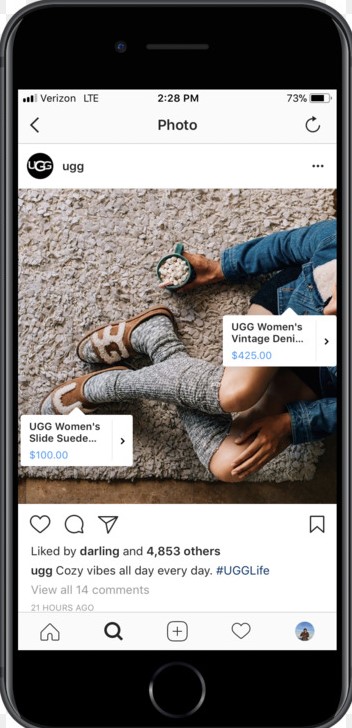 Verizon LTE 2:28 PM 73%
Photo
UGG ugg
UGG Women's
Vintage Deni...
$425.00
UGG Women's
Slide Suede...
$100.00
Liked by darling and 4,853 others
ugg Cozy vibes all day every day. #UGGLife
View all 14 comments
21 HOURS AGO